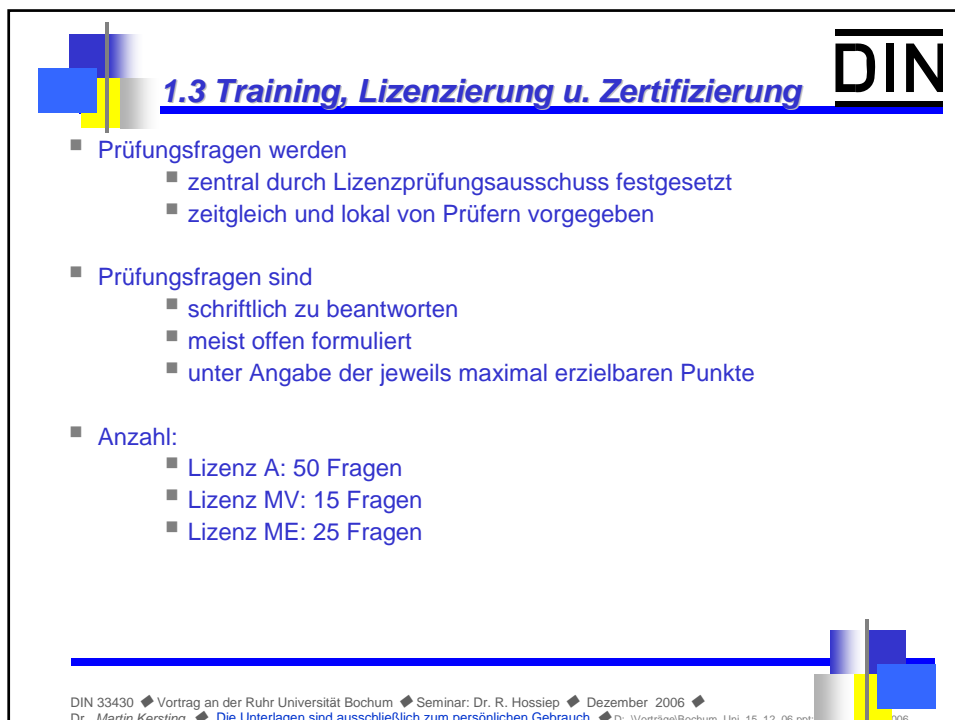 DIN
1.3 Training, Lizenzierung u. Zertifizierung
Prüfungsfragen werden
zentral durch Lizenzprüfungsausschuss festgesetzt
zeitgleich und lokal von Prüfern vorgegeben
Prüfungsfragen sind
schriftlich zu beantworten
meist offen formuliert
unter Angabe der jeweils maximal erzielbaren Punkte
Anzahl:
Lizenz A: 50 Fragen
Lizenz MV: 15 Fragen
Lizenz ME: 25 Fragen
DIN 33430 ◆ Vortrag an der Ruhr Universität Bochum ◆ Seminar: Dr. R. Hossiep ◆ Dezember 2006 ◆
Dr. Martin Kersting ◆ Die Unterlagen sind ausschließlich zum persönlichen Gebrauch ◆